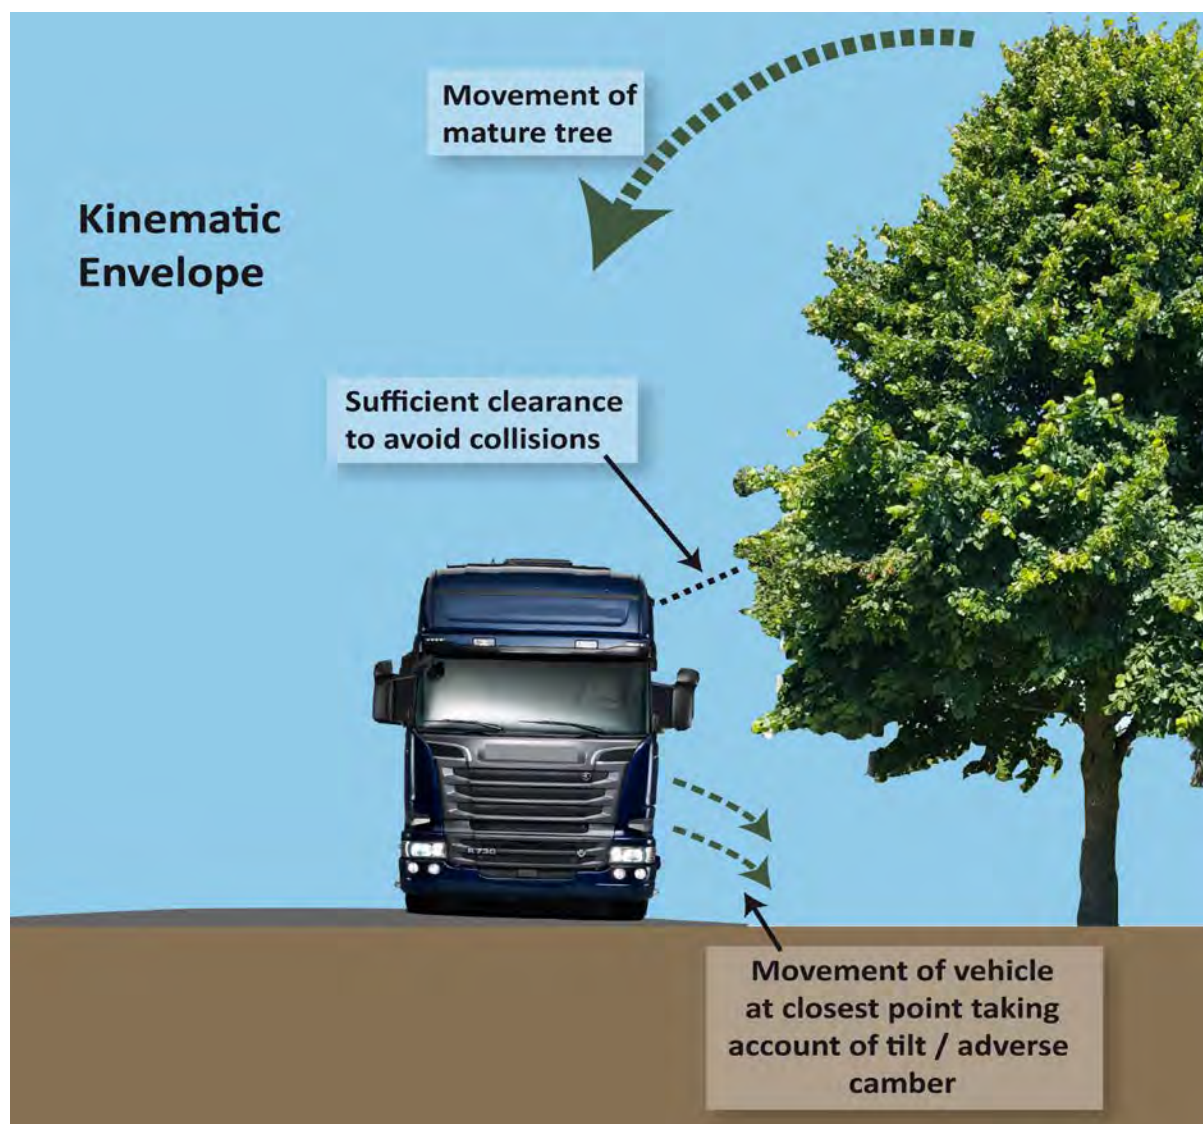 Movement of
mature tree
Kinematic
Envelope
Sufficient clearance
to avoid collisions
R730
Movement of vehicle
at closest point taking
account of tilt / adverse
camber